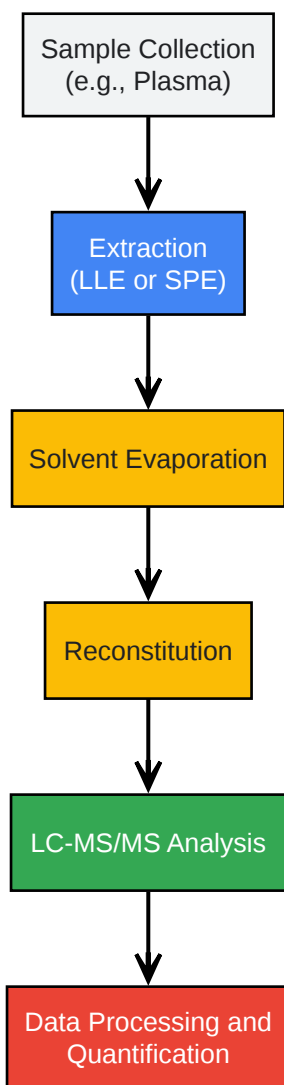 Sample Collection
(e.g., Plasma)
Extraction
(LLE or SPE)
Solvent Evaporation
Reconstitution
LC-MS/MS Analysis
Data Processing and
Quantification